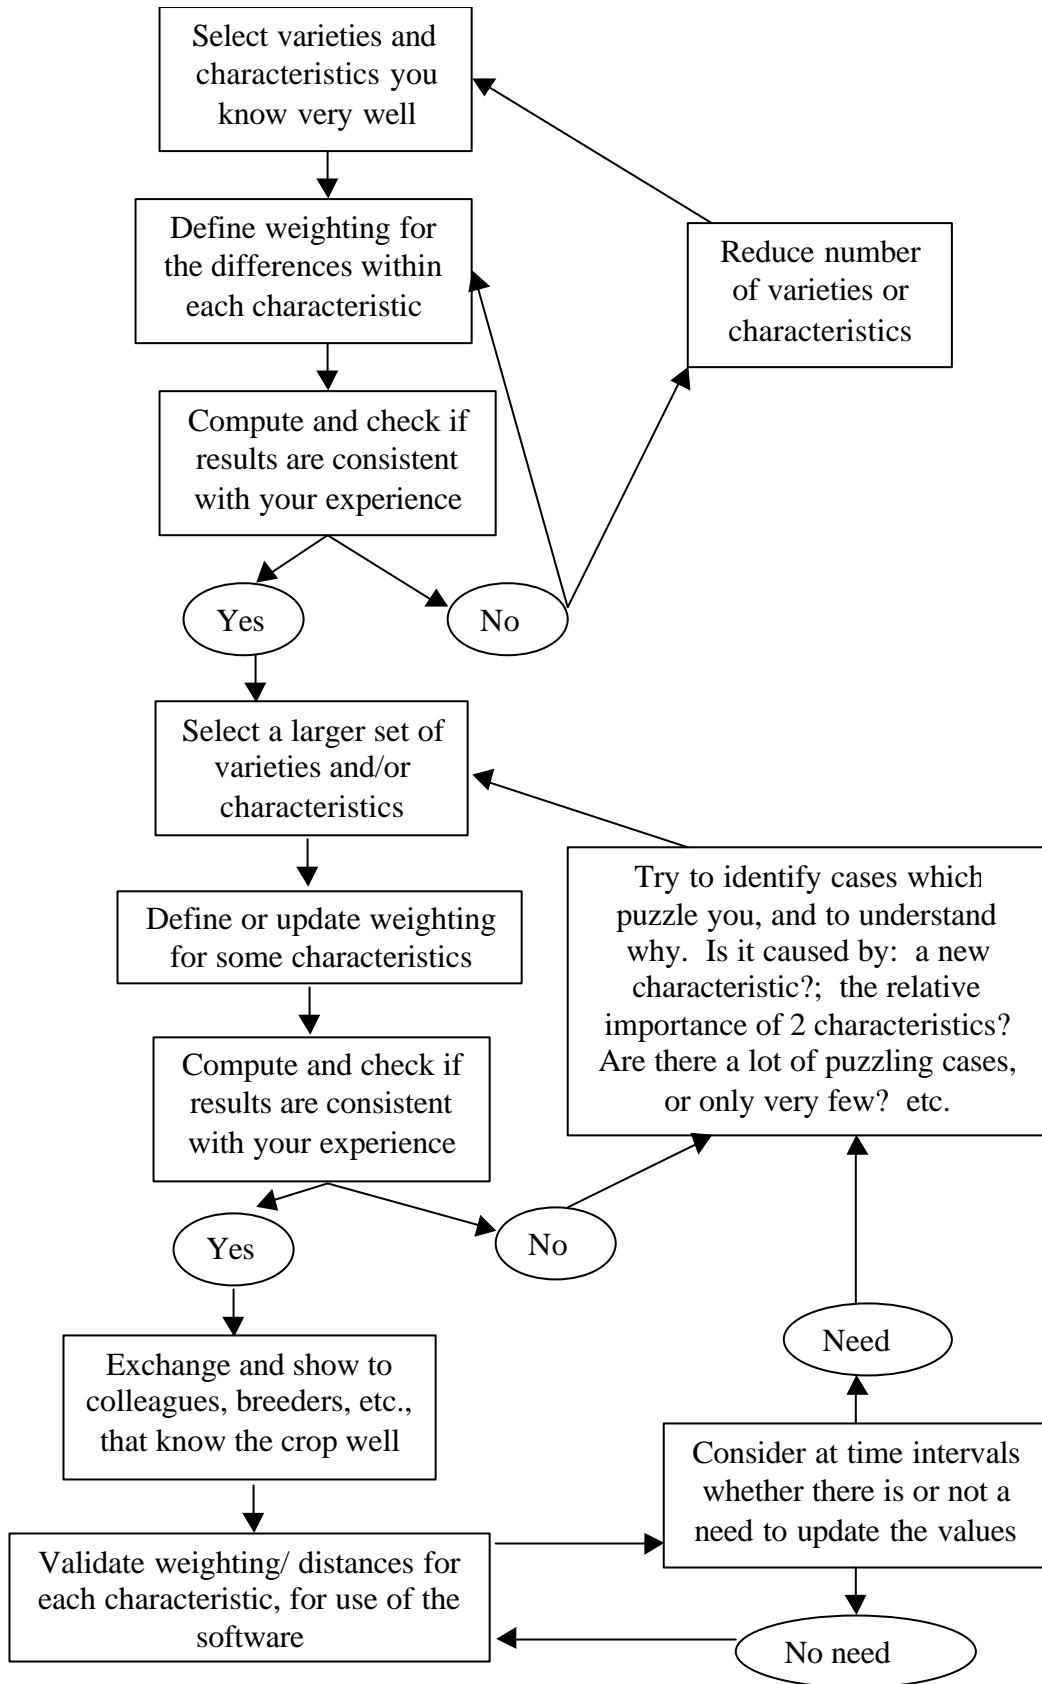 Select varieties and
characteristics you
know very well
Define weighting for
the differences within
each characteristic
Reduce number
of varieties or
characteristics
Compute and check if
results are consistent
with your experience
Yes
No
Select a larger set of
varieties and/or
characteristics
Define or update weighting
for some characteristics
Try to identify cases which
puzzle you, and to understand
why. Is it caused by: a new
characteristic?; the relative
importance of 2 characteristics?
Are there a lot of puzzling cases,
or only very few? etc.
Compute and check if
results are consistent
with your experience
Yes
No
Need
Exchange and show to
colleagues, breeders, etc.,
that know the crop well
Consider at time intervals
whether there is or not a
need to update the values
Validate weighting/ distances for
each characteristic, for use of the
software
No need